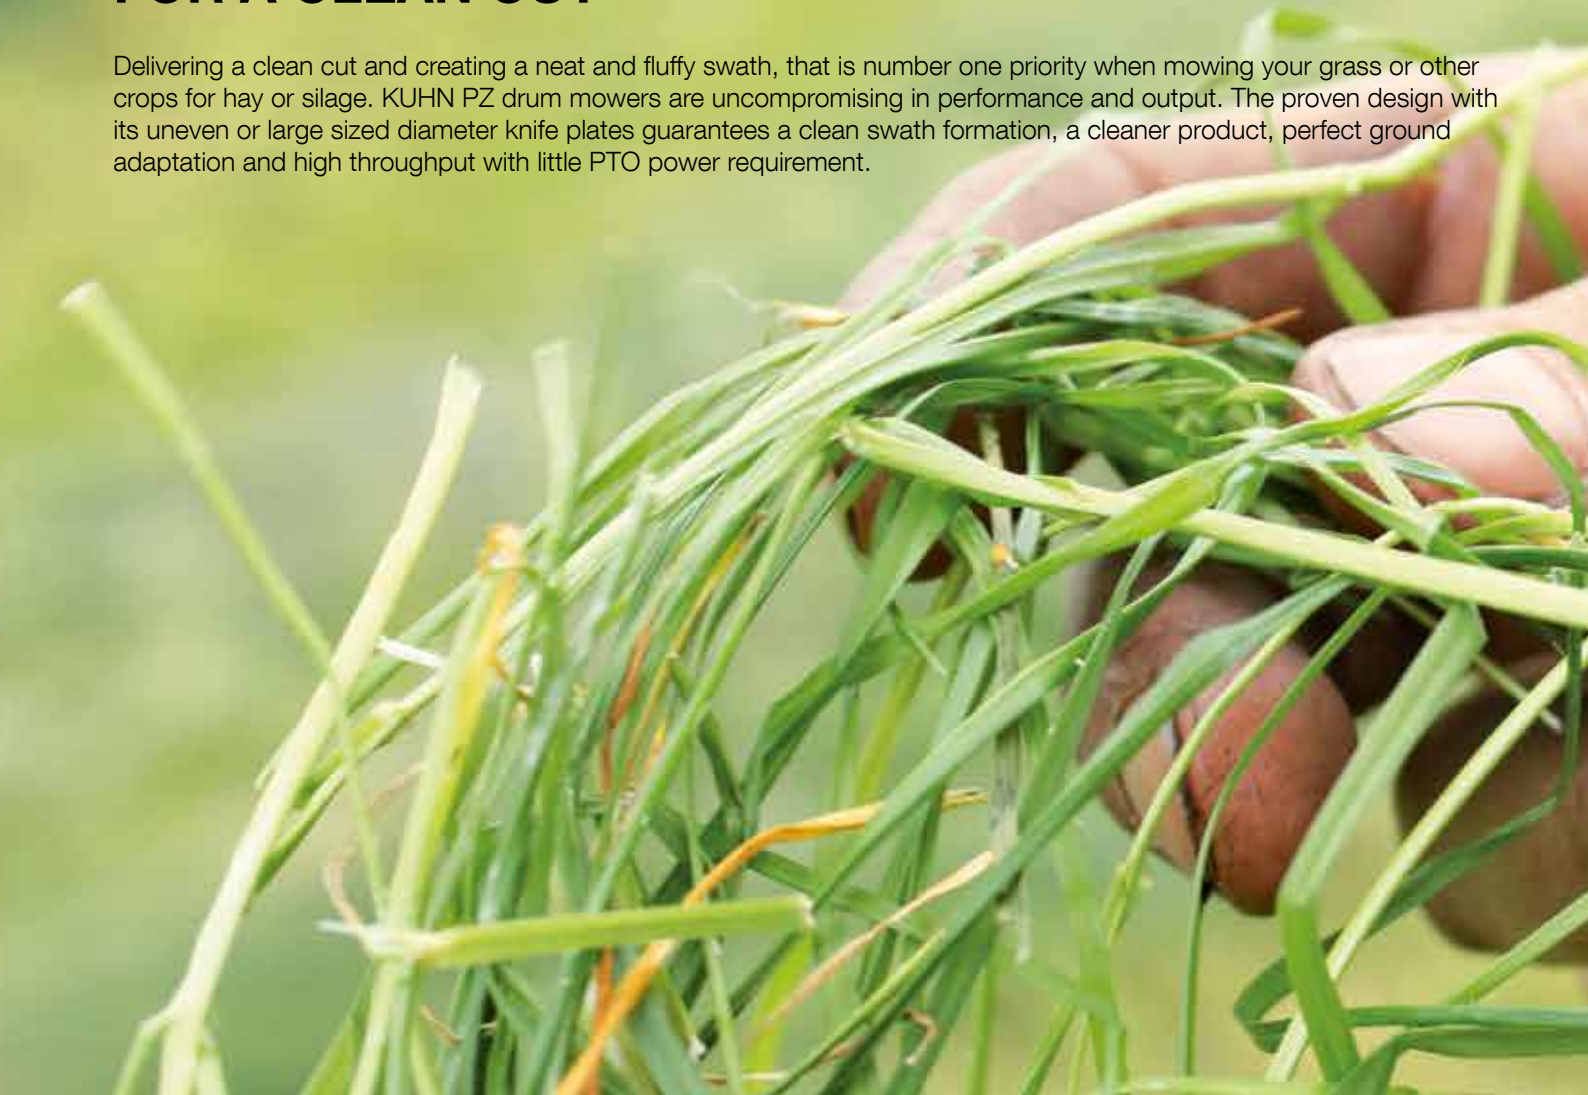 FOR A CLEAN CUT
Delivering a clean cut and creating a neat and fluffy swath, that is number one priority when mowing your grass or other
crops for hay or silage. KUHN PZ drum mowers are uncompromising in performance and output. The proven design with
its uneven or large sized diameter knife plates guarantees a clean swath formation, a cleaner product, perfect ground
adaptation and high throughput with little PTO power requirement.